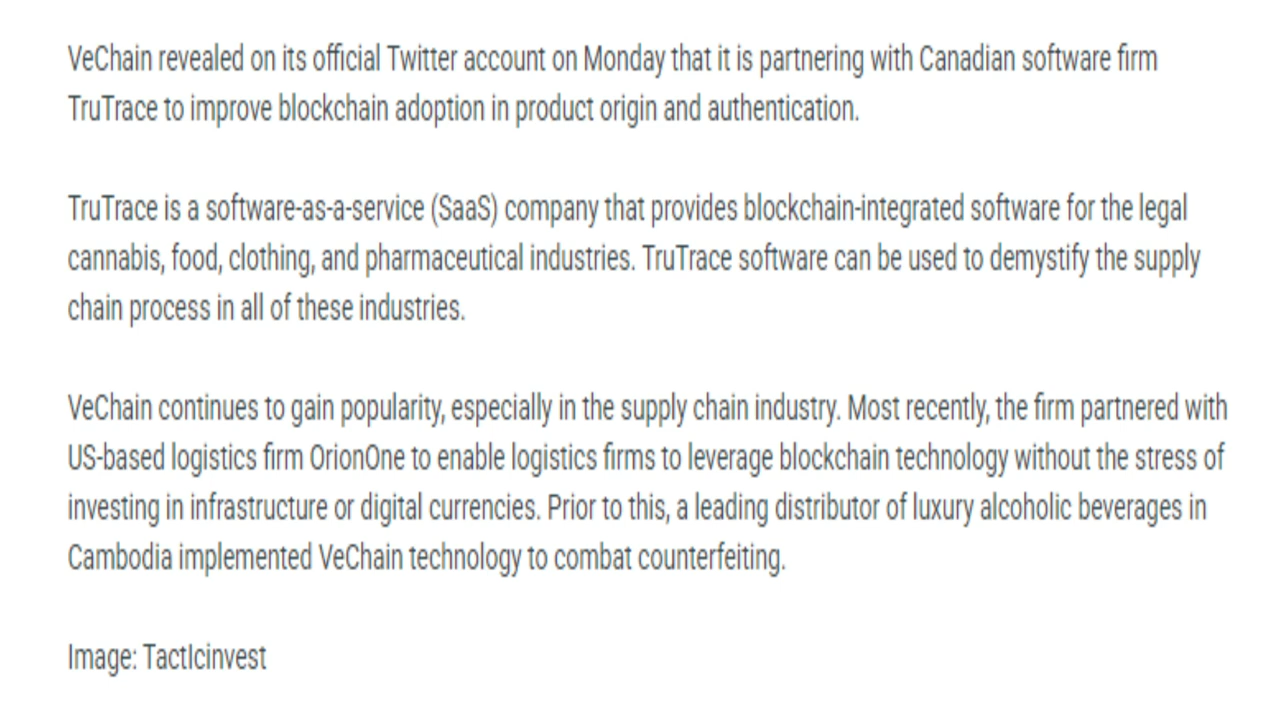 VeChain revealed on its official Twitter account on Monday that it is partnering with Canadian software firm
TruTrace to improve blockchain adoption in product origin and authentication.
TruTrace is a software-as-a-service (SaaS) company that provides blockchain-integrated software for the legal
cannabis, food, clothing, and pharmaceutical industries. TruTrace software can be used to demystify the supply
chain process in all of these industries.
VeChain continues to gain popularity, especially in the supply chain industry. Most recently, the firm partnered with
US-based logistics firm OrionOne to enable logistics firms to leverage blockchain technology without the stress of
investing in infrastructure or digital currencies. Prior to this, a leading distributor of luxury alcoholic beverages in
Cambodia implemented VeChain technology to combat counterfeiting.
Image: TactIcinvest